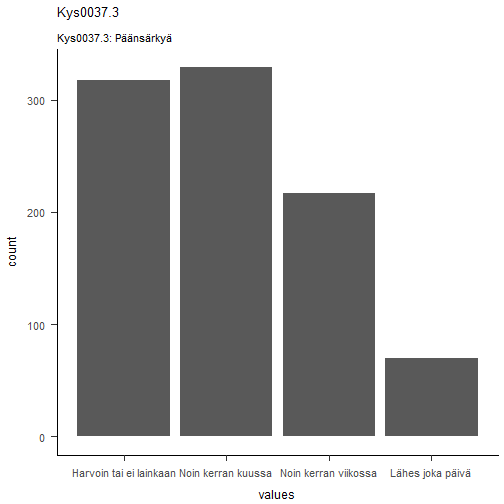 Kys0037.3
Kys0037.3: Päänsärkyä
300
200
100
0
count
Harvoin tai ei lainkaan Noin kerran kuussa Noin kerran viikossa Lähes joka päivä
values